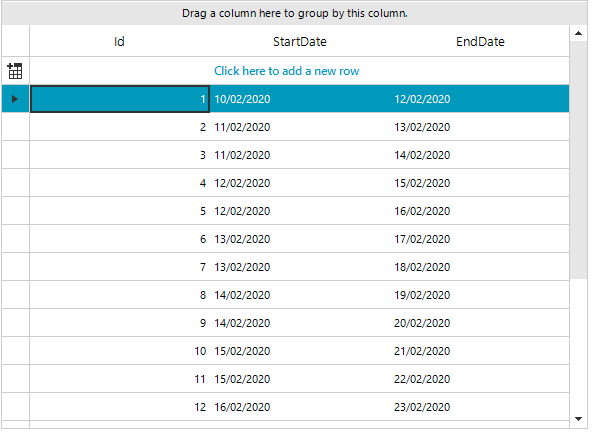 Drag a column here to group by this column.
Id StartDate EndDate
Click here to add a new row
1 10/02/2020 12/02/2020
2 11/02/2020 13/02/2020
3 11/02/2020 14/02/2020
4 12/02/2020 15/02/2020
5 12/02/2020 16/02/2020
6 13/02/2020 17/02/2020
7 13/02/2020 18/02/2020
8 14/02/2020 19/02/2020
9 14/02/2020 20/02/2020
10 15/02/2020 21/02/2020
11 15/02/2020 22/02/2020
12 16/02/2020 23/02/2020